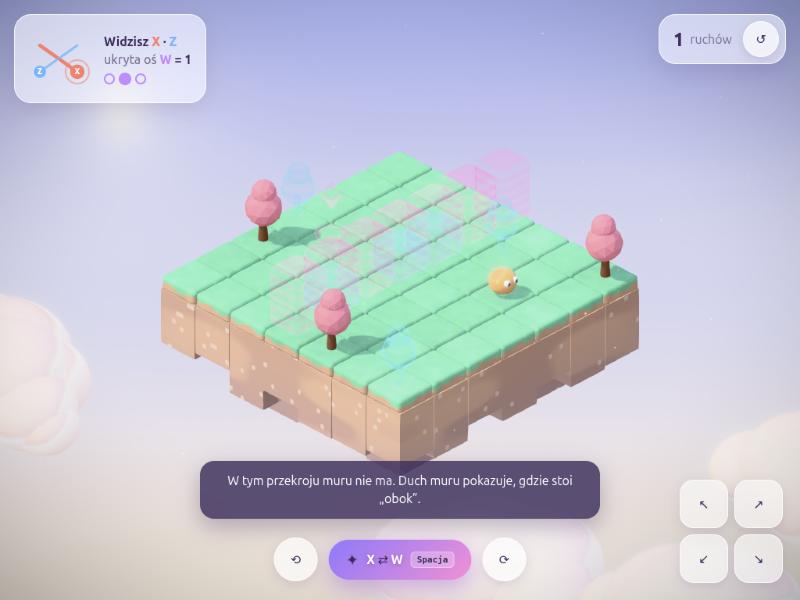 Widzisz X · Z
ukryta oś W = 1
Z
X
1 ruchów
W tym przekroju muru nie ma. Duch muru pokazuje, gdzie stoi
„obok”.
X ⇄ W Spacja